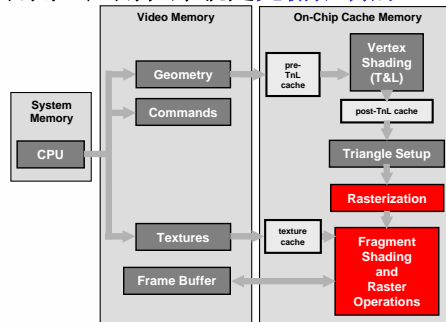 Video Memory
On-Chip Cache Memory
System
Memory
CPU
Geometry
Commands
Textures
Frame Buffer
pre-
TnL
cache
Vertex
Shading
(T&L)
post-TnL cache
Triangle Setup
Rasterization
texture
cache
Fragment
Shading
and
Raster
Operations